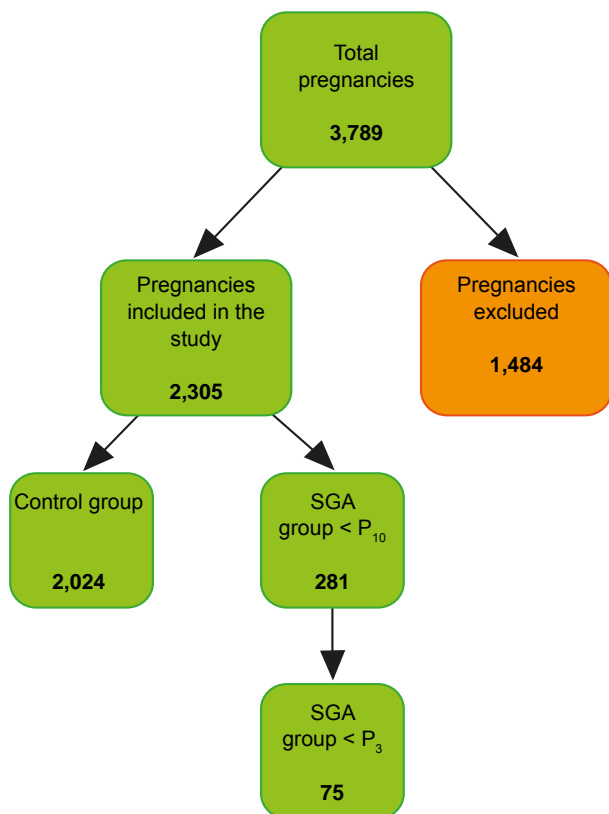 Total
pregnancies
3,789
Pregnancies
included in the
study
2,305
Pregnancies
excluded
1,484
Control group
2,024
SGA
group < P₁₀
281
SGA
group < P₃
75